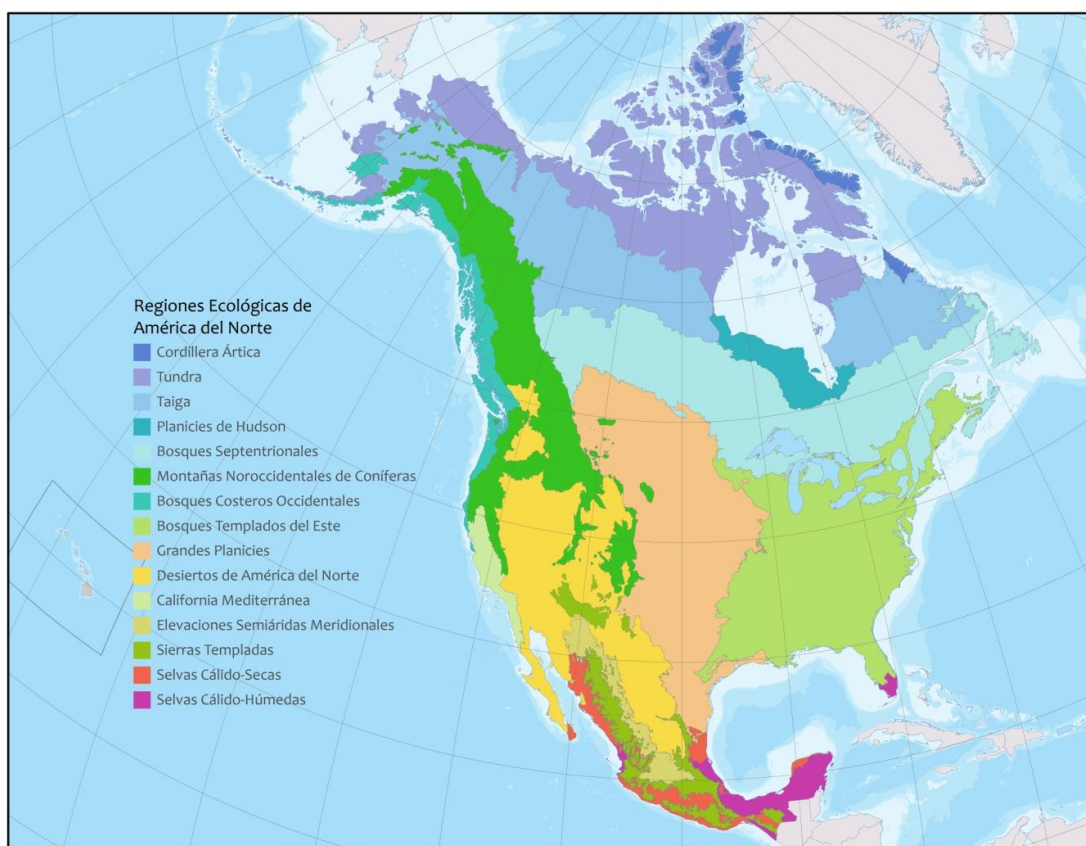 Regiones Ecológicas de
América del Norte
Cordillera Ártica
Tundra
Taiga
Planicies de Hudson
Bosques Septentrionales
Montañas Noroccidentales de Coníferas
Bosques Costeros Occidentales
Bosques Templados del Este
Grandes Planicies
Desiertos de América del Norte
California Mediterránea
Elevaciones Semiáridas Meridionales
Sierras Templadas
Selvas Cálido-Secas
Selvas Cálido-Húmedas